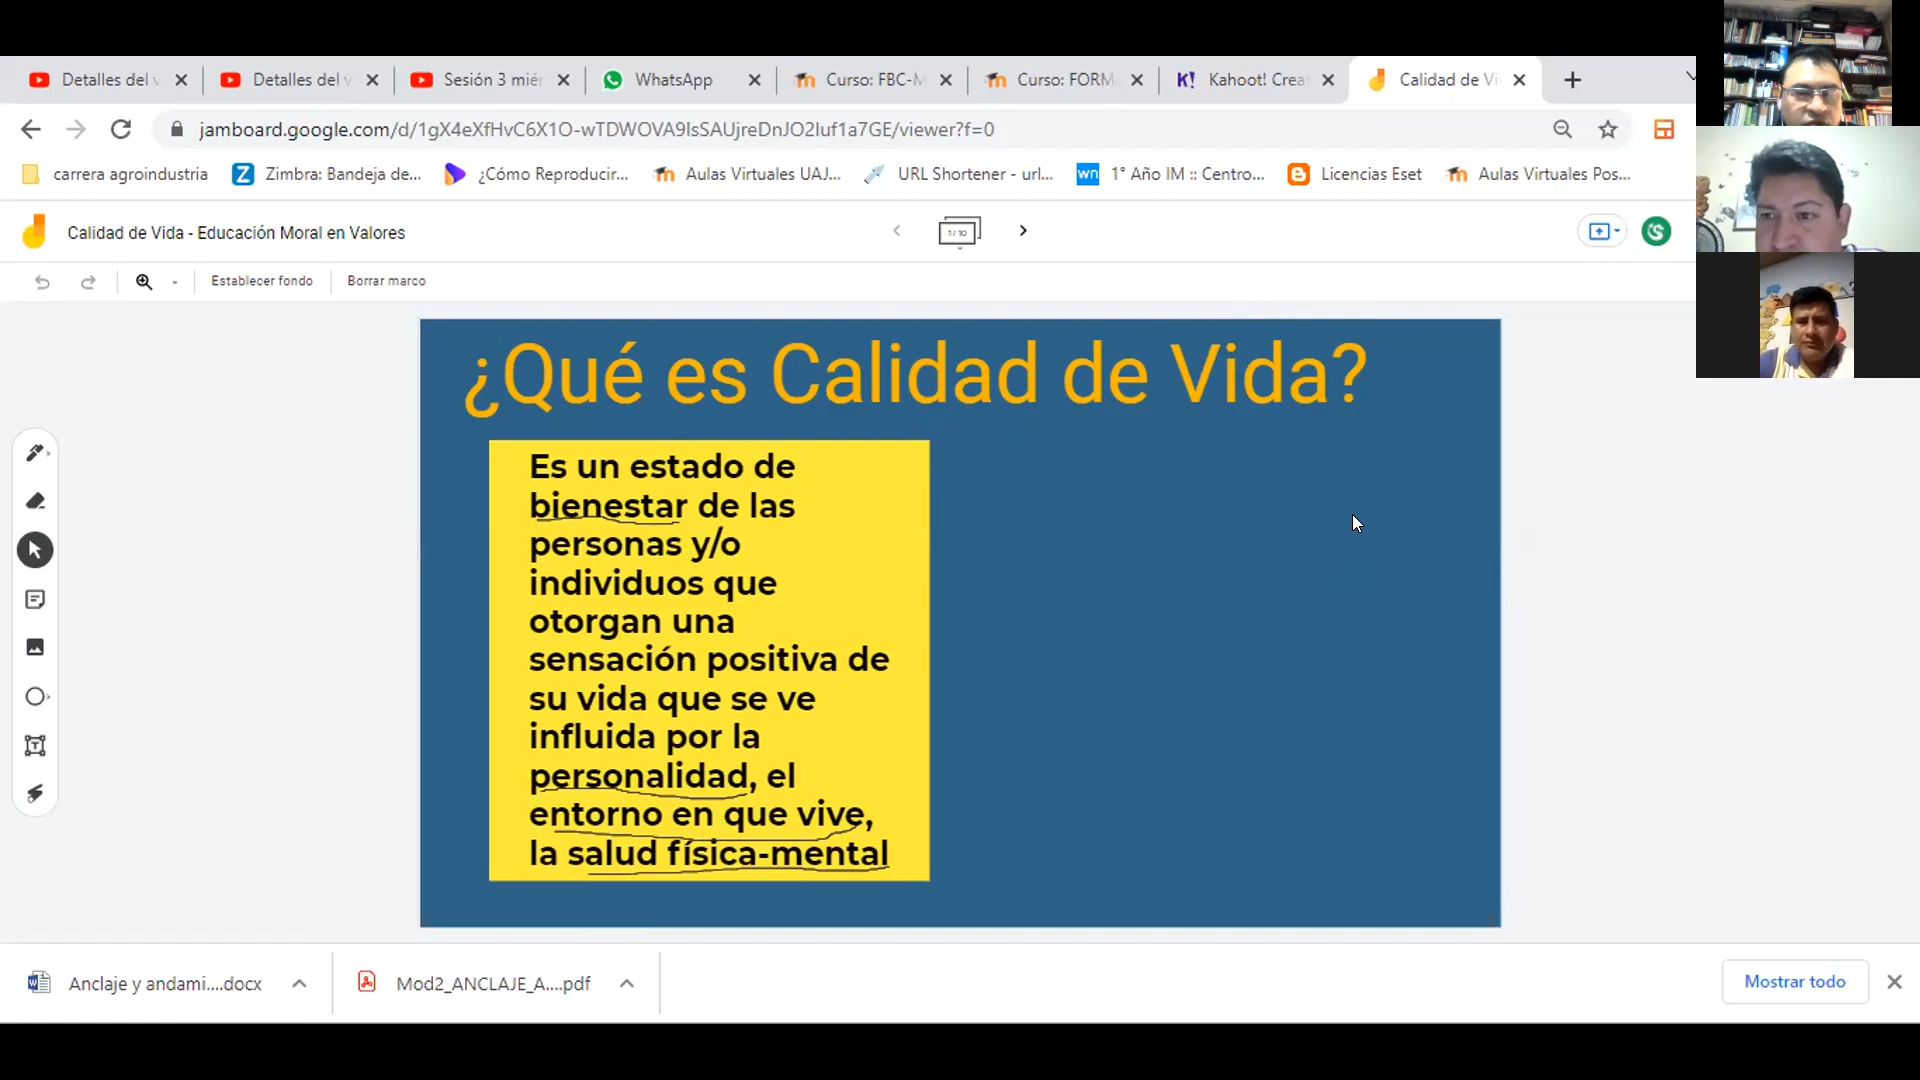 Detalles del v
Detalles del v
Sesión 3 miér
WhatsApp
Curso: FBC-M
Curso: FORM
K! Kahoot! Crea
Calidad de Vi
jamboard.google.com/d/1gX4eXfHvC6X1O-wTDWOVA9IsSAUjreDnJO2Iuf1a7GE/viewer?f=0
carrera agroindustria
Z Zimbra: Bandeja de...
¿Cómo Reproducir...
Aulas Virtuales UAJ...
URL Shortener - url...
wn 1° Año IM :: Centro...
Licencias Eset
Aulas Virtuales Pos...
Calidad de Vida - Educación Moral en Valores
1/10
Establecer fondo
Borrar marco
¿Qué es Calidad de Vida?
Es un estado de
bienestar de las
personas y/o
individuos que
otorgan una
sensación positiva de
su vida que se ve
influida por la
personalidad, el
entorno en que vive,
la salud física-mental
Anclaje y andami....docx
Mod2_ANCLAJE_A....pdf
Mostrar todo